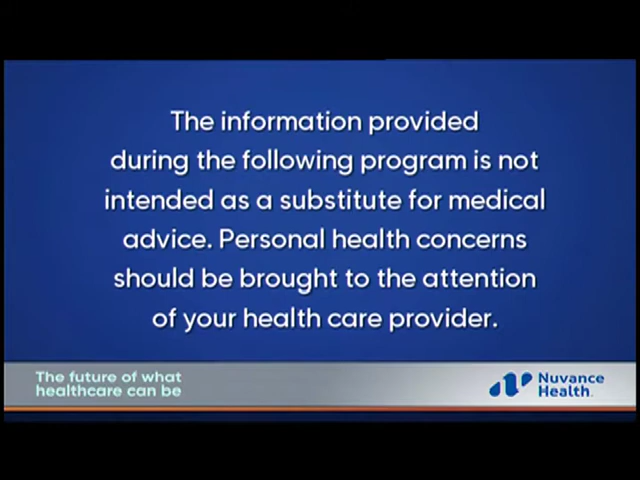 The information provided
during the following program is not
intended as a substitute for medical
advice. Personal health concerns
should be brought to the attention
of your health care provider.
The future of what
healthcare can be
Nuvance
Health.